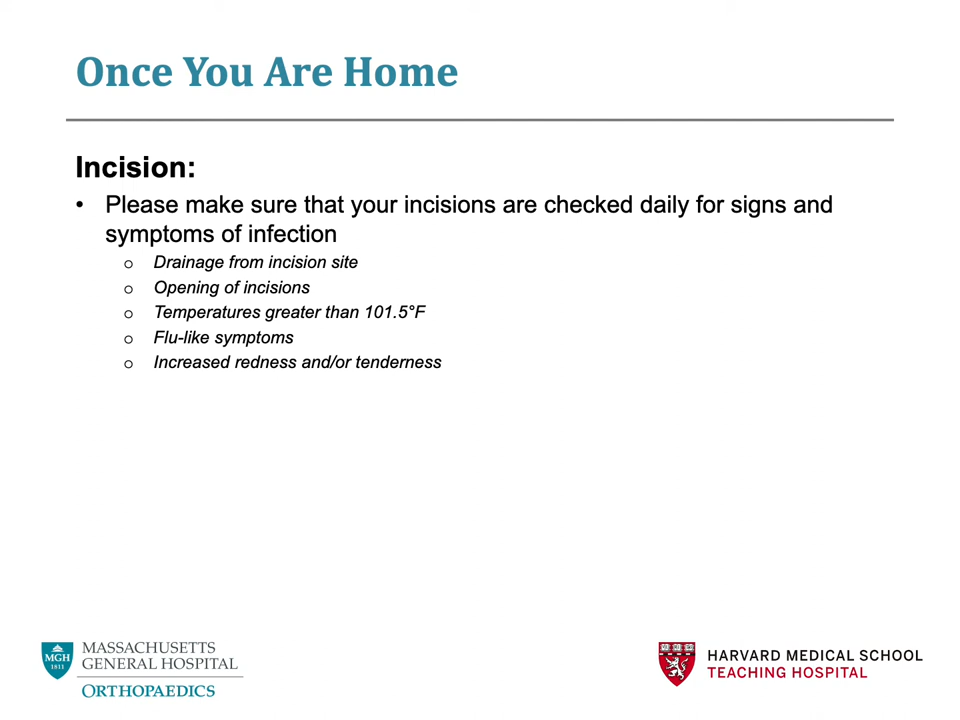 Once You Are Home
Incision:
• Please make sure that your incisions are checked daily for signs and
symptoms of infection
o Drainage from incision site
o Opening of incisions
o Temperatures greater than 101.5°F
o Flu-like symptoms
o Increased redness and/or tenderness
MGH
1811
MASSACHUSETTS
GENERAL HOSPITAL
ORTHOPAEDICS
HARVARD MEDICAL SCHOOL
TEACHING HOSPITAL